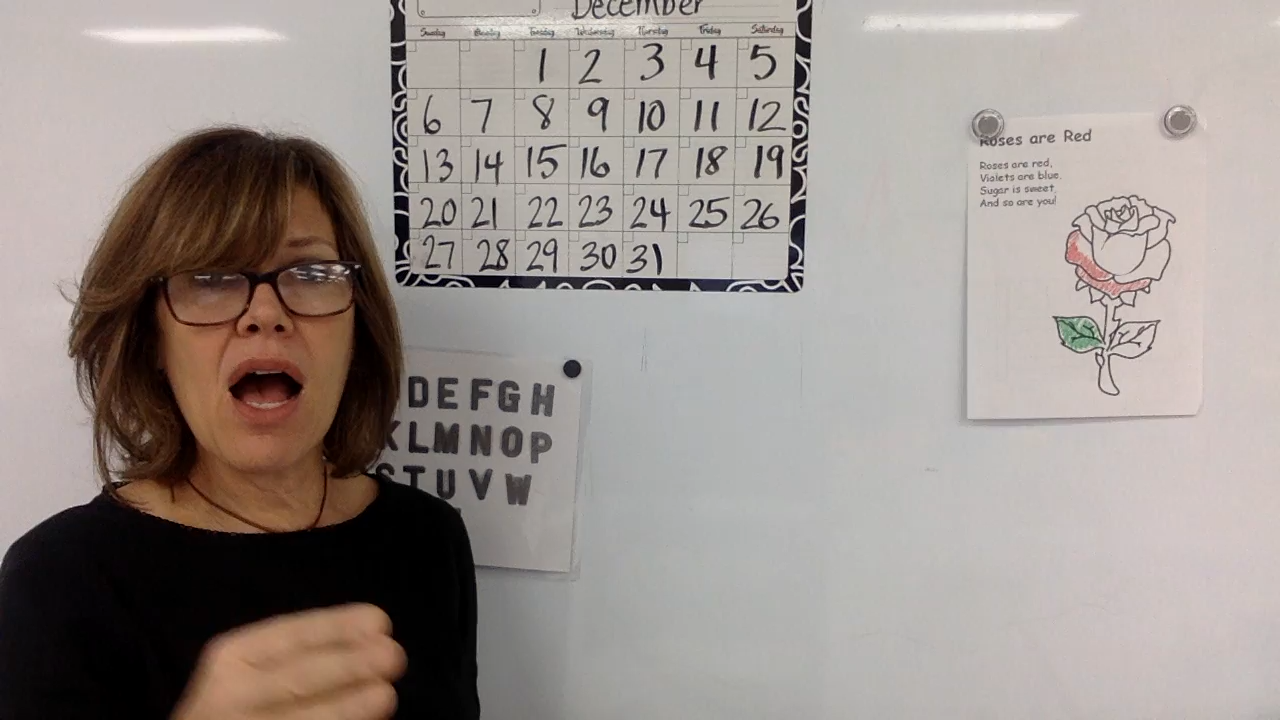 December
Sunday Monday Tuesday Wednesday Thursday Friday Saturday
1 2 3 4 5
6 7 8 9 10 11 12
13 14 15 16 17 18 19
20 21 22 23 24 25 26
27 28 29 30 31
DEFGH
KLMNOP
STUVW
Roses are Red
Roses are red,
Violets are blue,
Sugar is sweet,
And so are you!